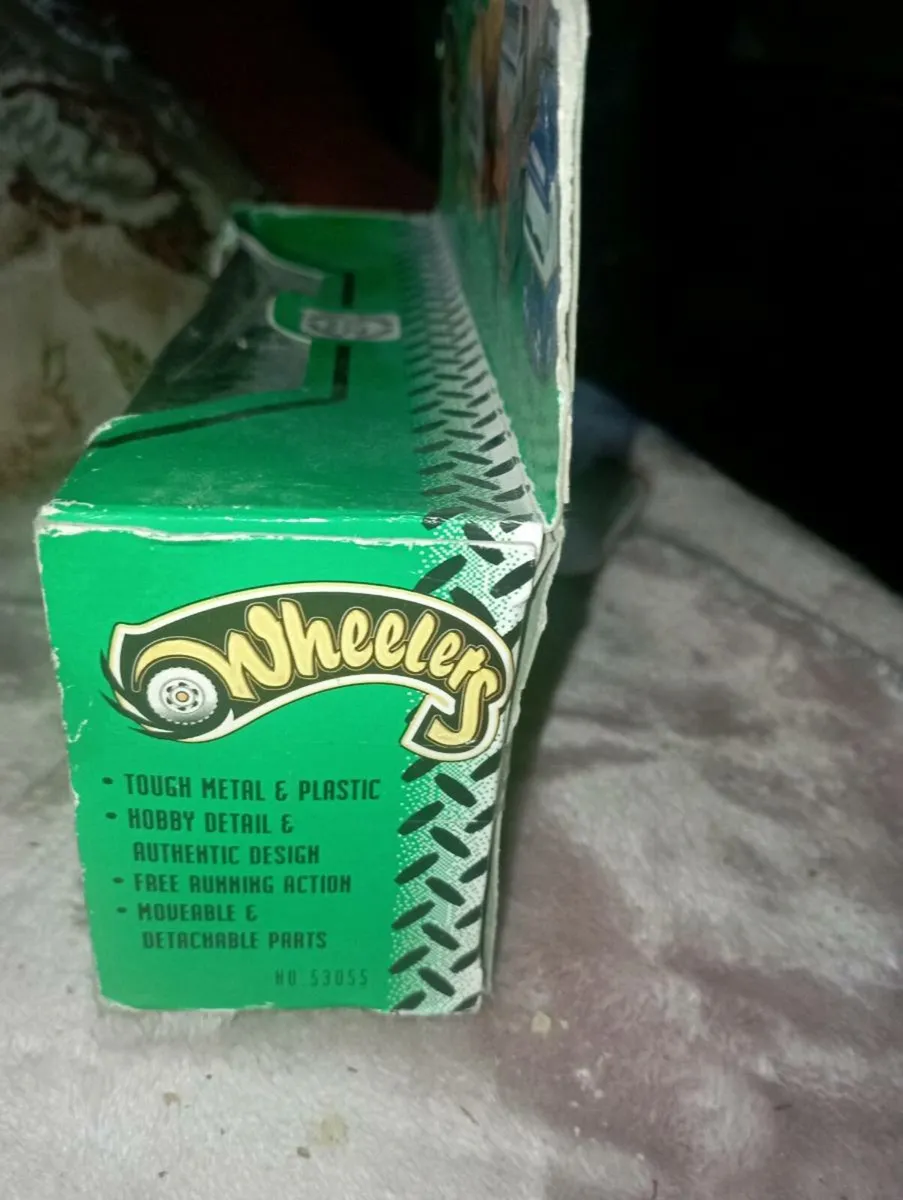 Wheelers
• TOUGH METAL & PLASTIC
• HOBBY DETAIL &
AUTHENTIC DESIGN
• FREE RUNNING ACTION
• MOVEABLE &
DETACHABLE PARTS
NO.53055